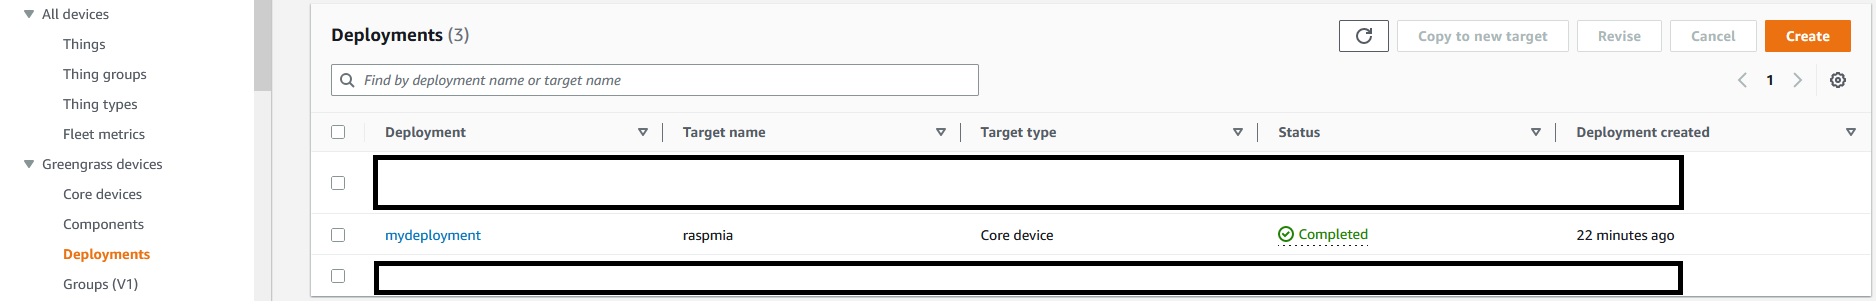 All devices
Things
Thing groups
Thing types
Fleet metrics
Greengrass devices
Core devices
Components
Deployments
Groups (V1)
Deployments (3)
Copy to new target
Revise
Cancel
Create
Find by deployment name or target name
1
Deployment Target name Target type Status Deployment created
mydeployment raspmia Core device Completed 22 minutes ago